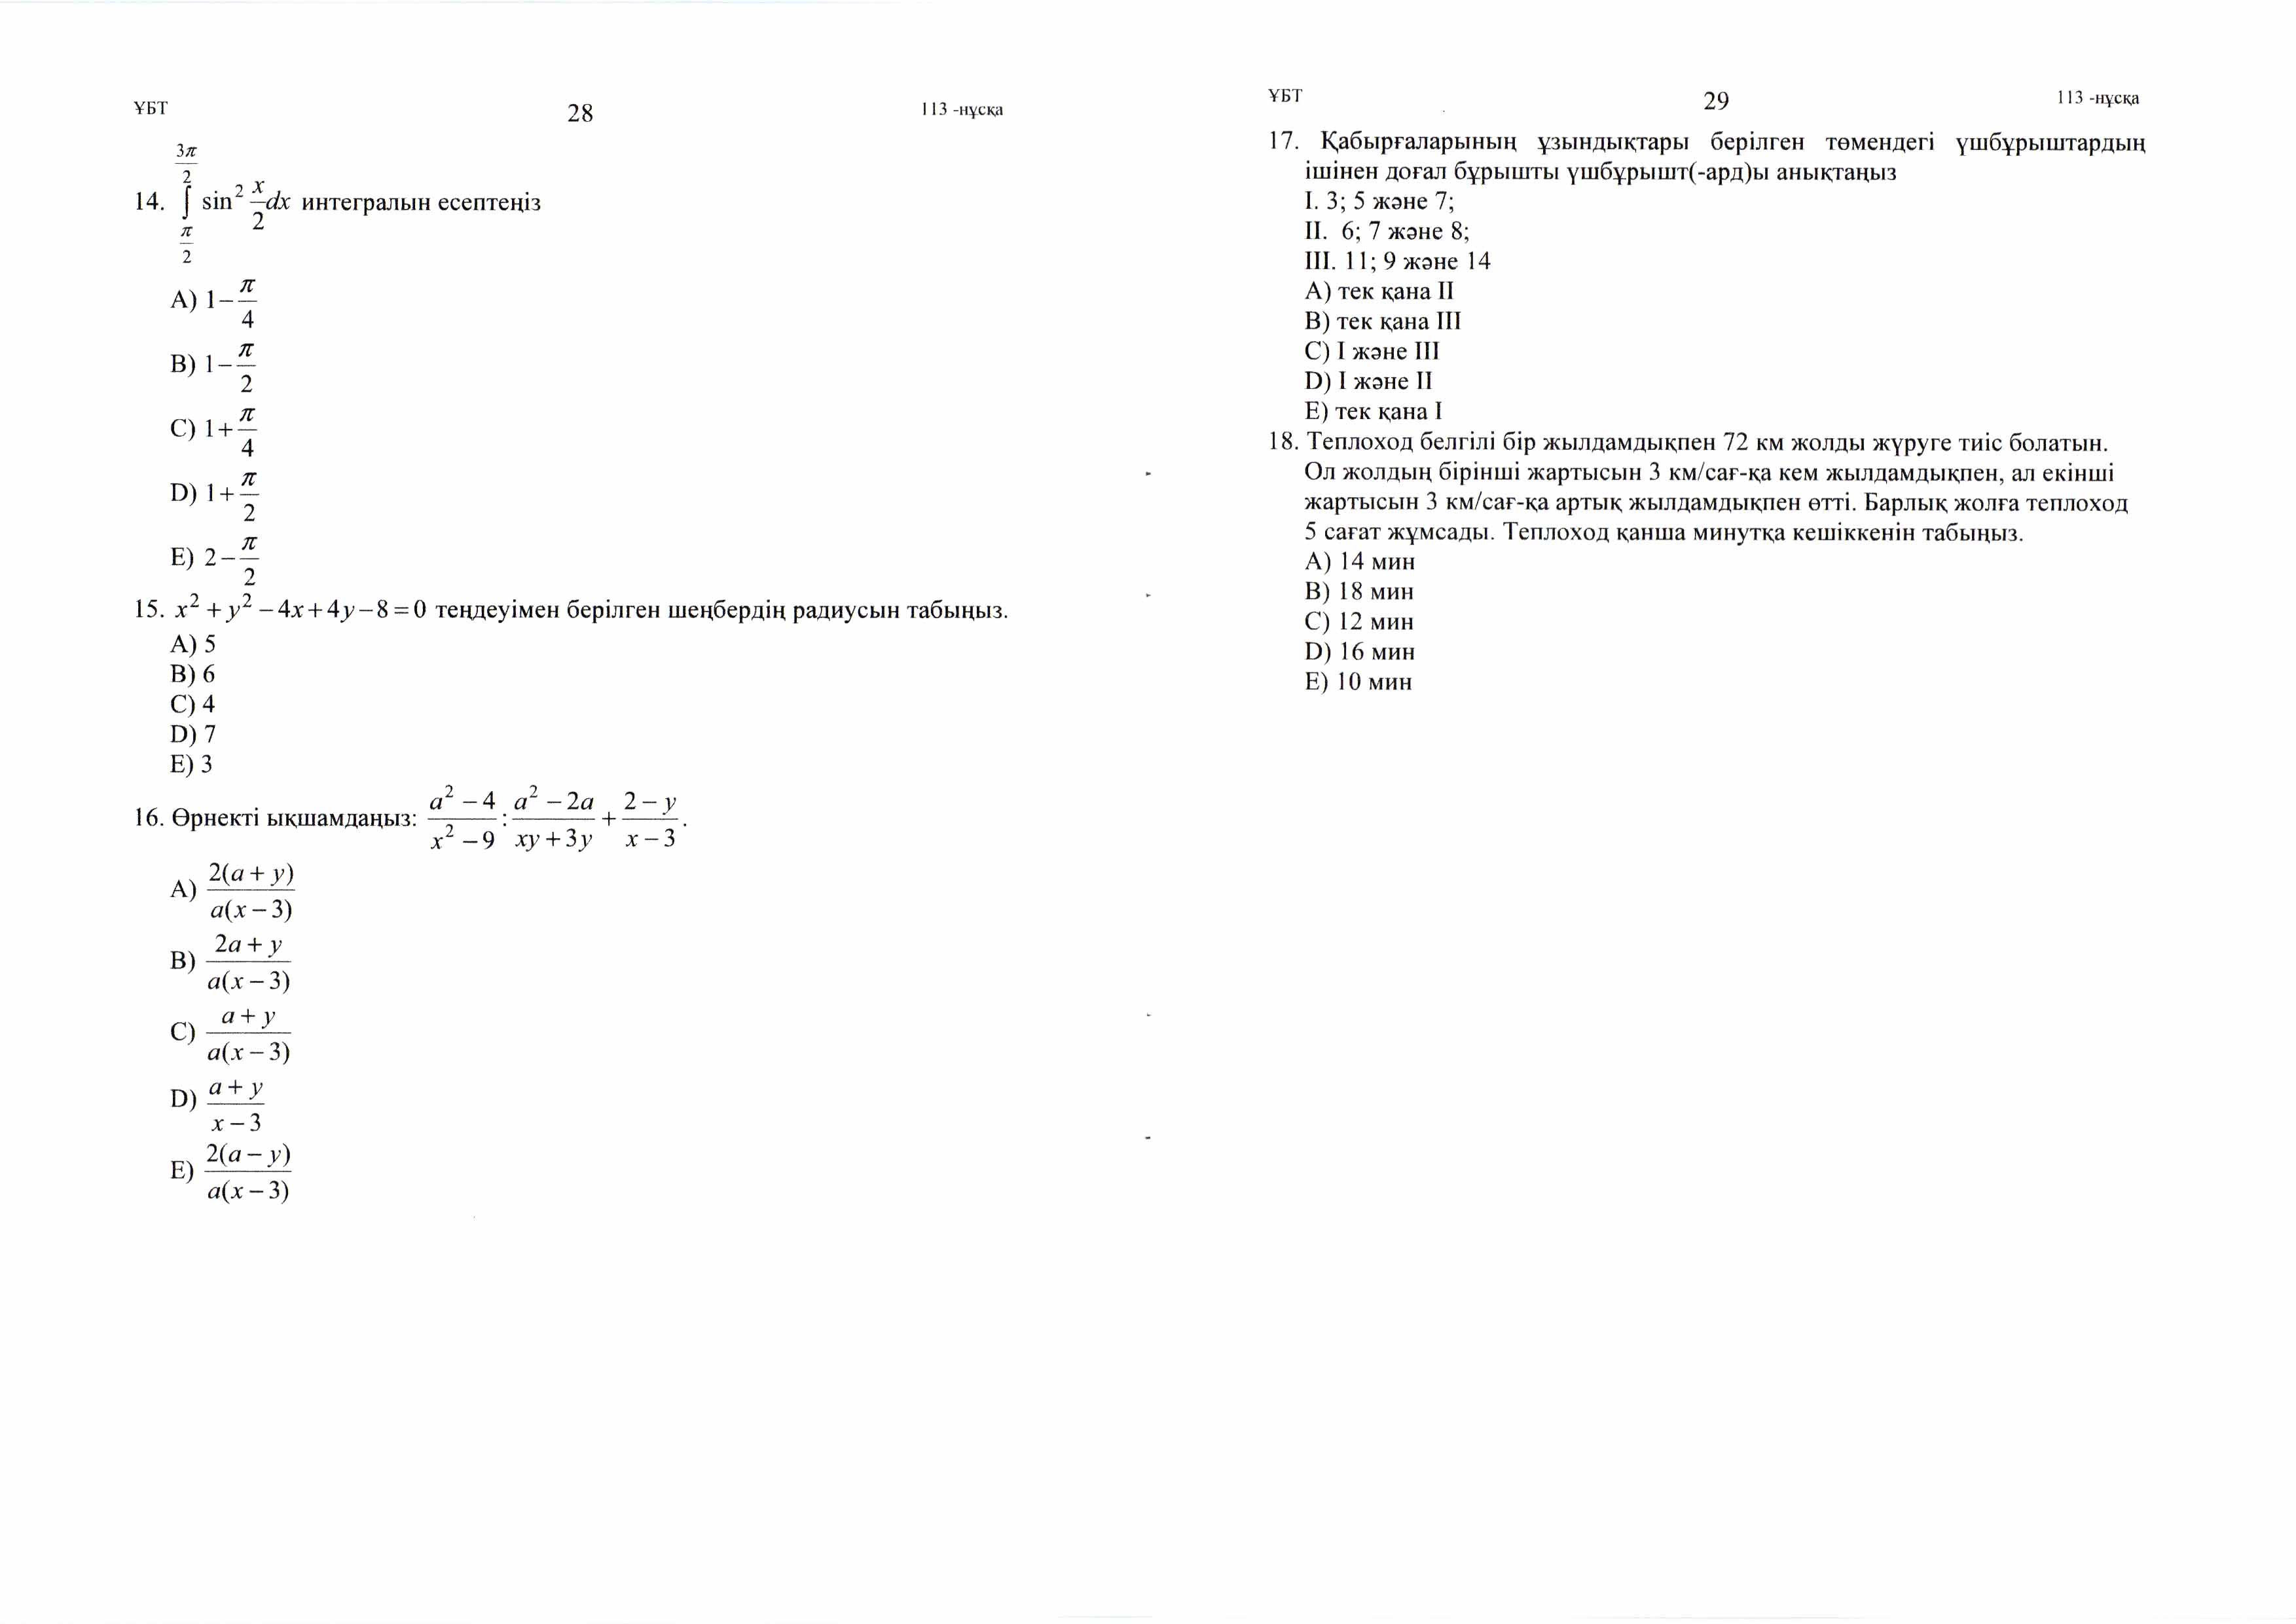 ҰБТ 28 113 -нұсқа
14. $\int_{\frac{\pi}{2}}^{\frac{3\pi}{2}} \sin^2 \frac{x}{2} dx$ интегралын есептеңіз
A) $1-\frac{\pi}{4}$
B) $1-\frac{\pi}{2}$
C) $1+\frac{\pi}{4}$
D) $1+\frac{\pi}{2}$
E) $2-\frac{\pi}{2}$
15. $x^2+y^2-4x+4y-8=0$ теңдеуімен берілген шеңбердің радиусын табыңыз.
A) 5
B) 6
C) 4
D) 7
E) 3
16. Өрнекті ықшамдаңыз: $\frac{a^2-4}{x^2-9}:\frac{a^2-2a}{xy+3y}+\frac{2-y}{x-3}$.
A) $\frac{2(a+y)}{a(x-3)}$
B) $\frac{2a+y}{a(x-3)}$
C) $\frac{a+y}{a(x-3)}$
D) $\frac{a+y}{x-3}$
E) $\frac{2(a-y)}{a(x-3)}$
ҰБТ 29 113 -нұсқа
17. Қабырғаларының ұзындықтары берілген төмендегі үшбұрыштардың
ішінен доғал бұрышты үшбұрышт(-ард)ы анықтаңыз
I. 3; 5 және 7;
II. 6; 7 және 8;
III. 11; 9 және 14
A) тек қана II
B) тек қана III
C) I және III
D) I және II
E) тек қана I
18. Теплоход белгілі бір жылдамдықпен 72 км жолды жүруге тиіс болатын.
Ол жолдың бірінші жартысын 3 км/сағ-қа кем жылдамдықпен, ал екінші
жартысын 3 км/сағ-қа артық жылдамдықпен өтті. Барлық жолға теплоход
5 сағат жұмсады. Теплоход қанша минутқа кешіккенін табыңыз.
A) 14 мин
B) 18 мин
C) 12 мин
D) 16 мин
E) 10 мин